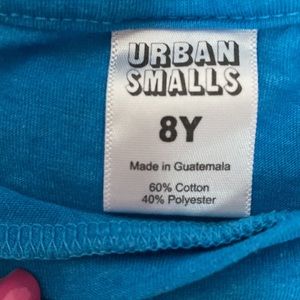 URBAN
SMALLS
8Y
Made in Guatemala
60% Cotton
40% Polyester